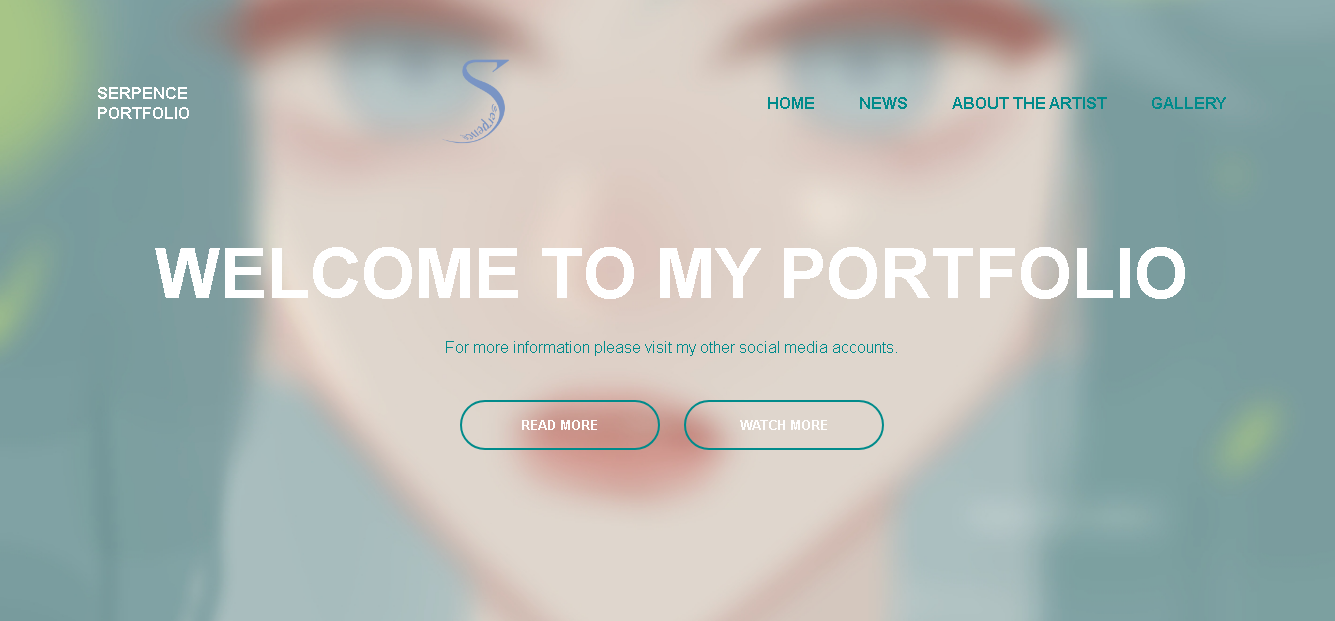 SERPENCE
PORTFOLIO
Serpence
HOME NEWS ABOUT THE ARTIST GALLERY
WELCOME TO MY PORTFOLIO
For more information please visit my other social media accounts.
READ MORE WATCH MORE